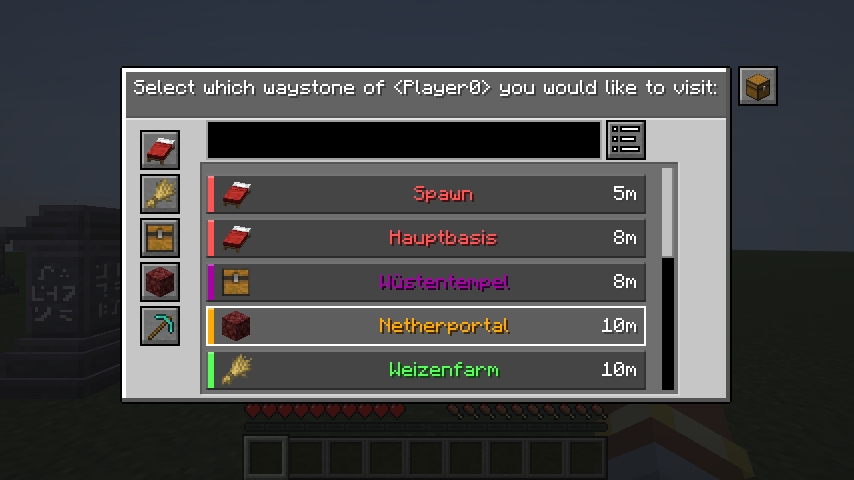 Select which waystone of <Player0> you would like to visit:
Spawn 5m
Hauptbasis 8m
Wüstentempel 8m
Netherportal 10m
Weizenfarm 10m